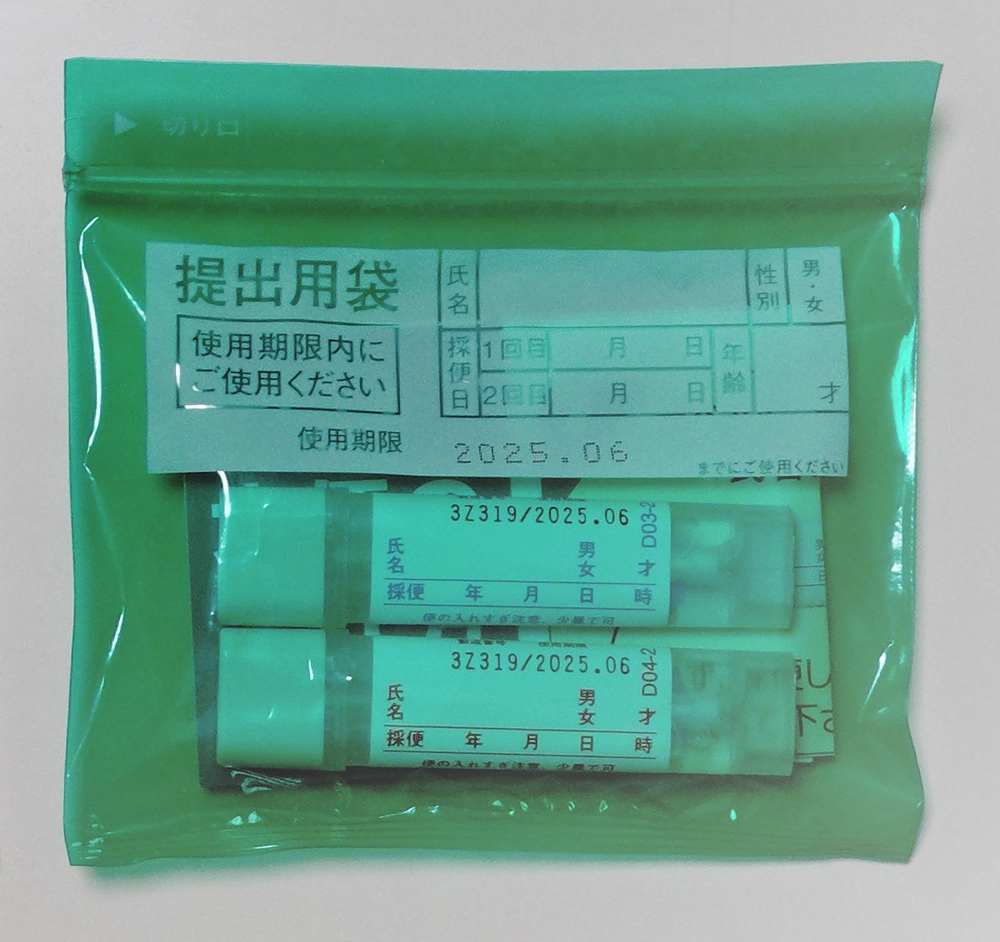 ▶ 切り口
提出用袋
使用期限内に
ご使用ください
使用期限 2025.06
までにご使用ください
氏名 性別 男・女
採便日 1回目 月 日 年齢 才
2回目 月 日
3Z319/2025.06
D03-2
氏名 男女 才
採便 年 月 日 時
便の入れすぎ注意、少量で可
3Z319/2025.06
D04-2
氏名 男女 才
採便 年 月 日 時
便の入れすぎ注意、少量で可